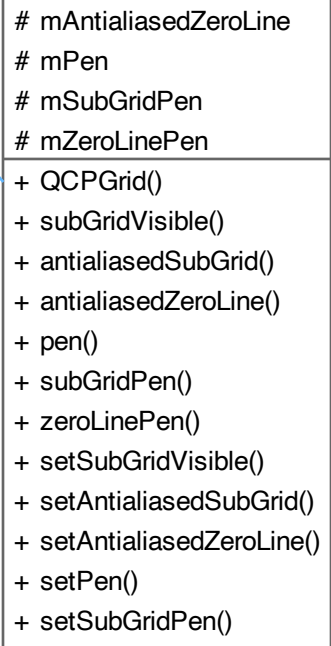 # mAntialiasedZeroLine
# mPen
# mSubGridPen
# mZeroLinePen
+ QCPGrid()
+ subGridVisible()
+ antialiasedSubGrid()
+ antialiasedZeroLine()
+ pen()
+ subGridPen()
+ zeroLinePen()
+ setSubGridVisible()
+ setAntialiasedSubGrid()
+ setAntialiasedZeroLine()
+ setPen()
+ setSubGridPen()